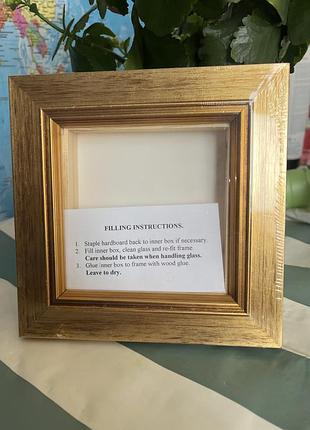 FILLING INSTRUCTIONS.
1. Staple hardboard back to inner box if necessary.
2. Fill inner box, clean glass and re-fit frame.
Care should be taken when handling glass.
3. Glue inner box to frame with wood glue.
Leave to dry.